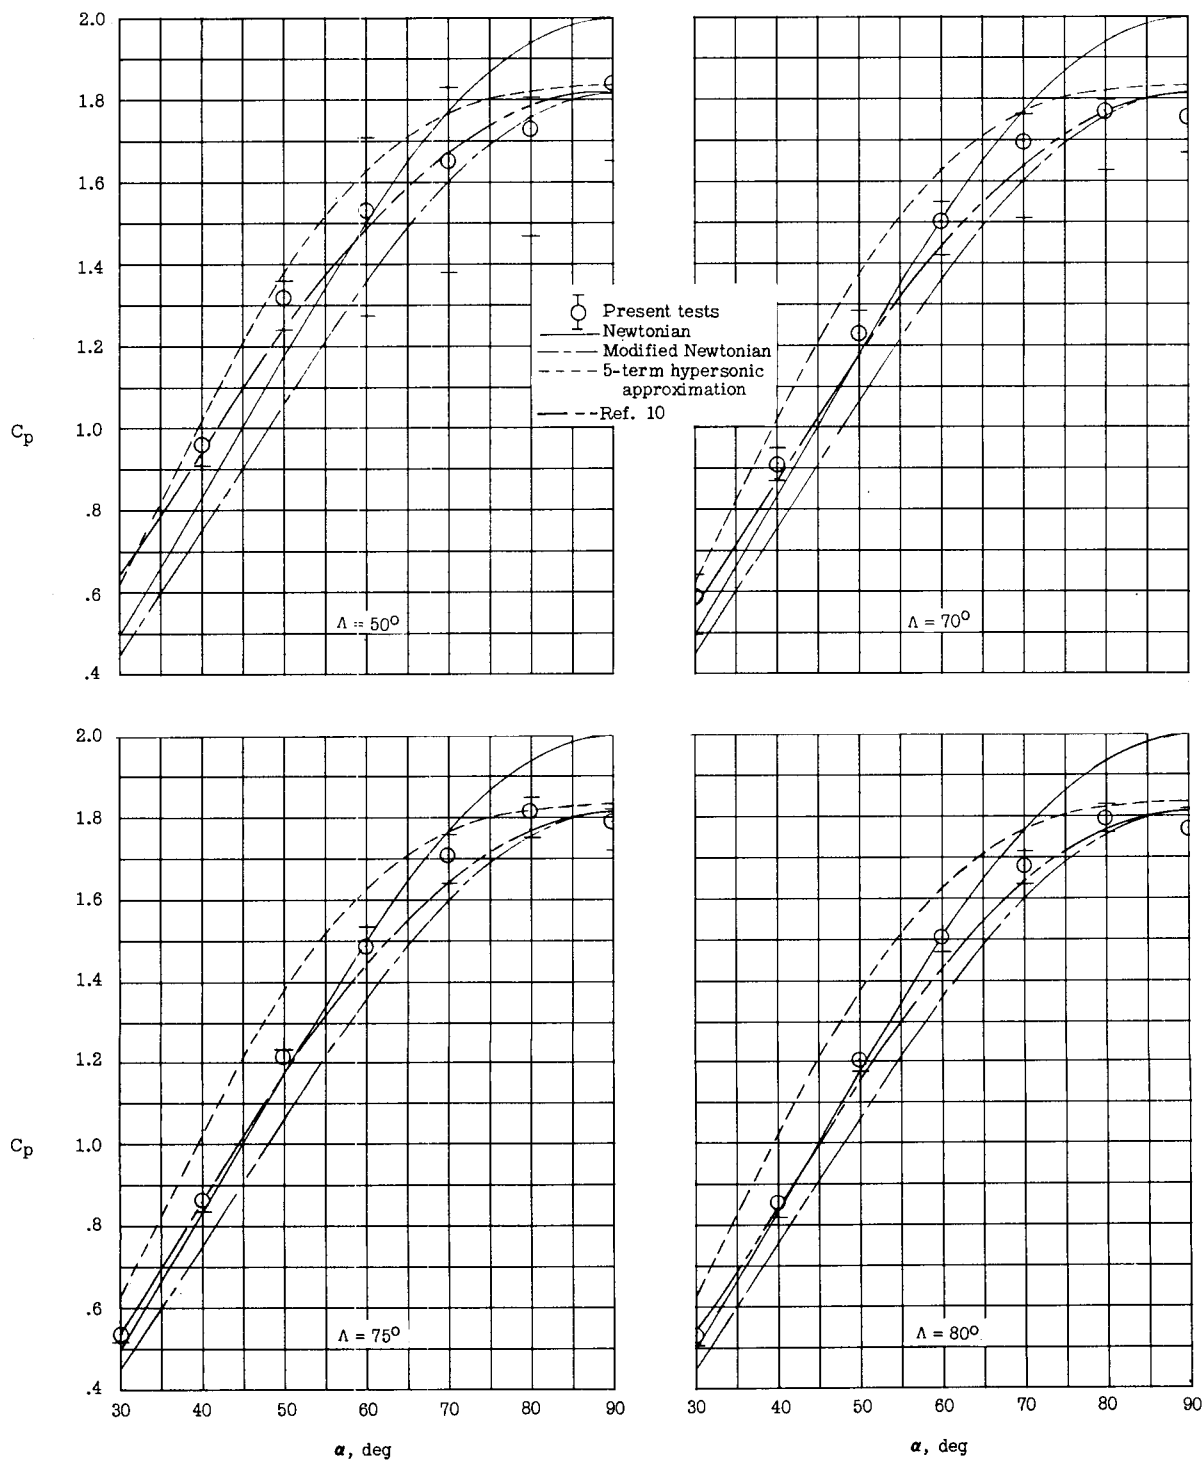 2.0
1.8
1.6
1.4
1.2
Cp 1.0
.8
.6
.4
Present tests
Newtonian
Modified Newtonian
5-term hypersonic
approximation
Ref. 10
Λ = 50°
Λ = 70°
2.0
1.8
1.6
1.4
1.2
Cp 1.0
.8
.6
.4
Λ = 75°
Λ = 80°
30 40 50 60 70 80 90
30 40 50 60 70 80 90
α, deg
α, deg